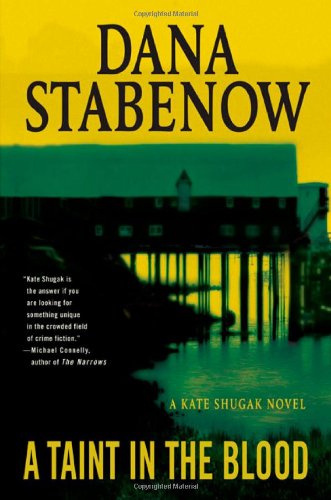 DANA
STABENOW
"Kate Shugak is
the answer if you
are looking for
something unique
in the crowded field
of crime fiction."
—Michael Connelly,
author of The Narrows
A KATE SHUGAK NOVEL
A TAINT IN THE BLOOD